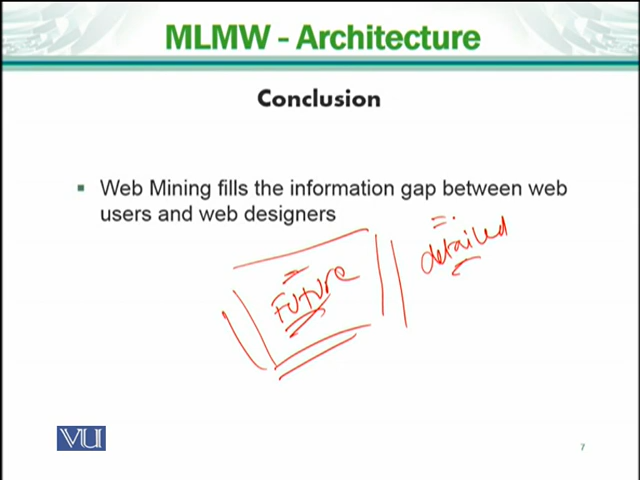 MLMW - Architecture
Conclusion
Web Mining fills the information gap between web
users and web designers
detailed
Future
VU
7